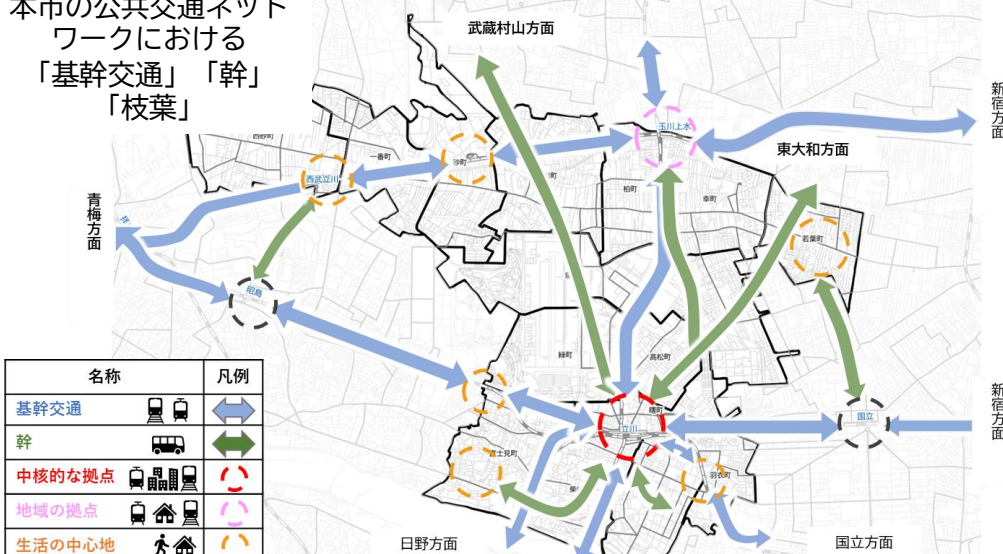 本市の公共交通ネット
ワークにおける
「基幹交通」「幹」
「枝葉」
武蔵村山方面
新宿方面
玉川上水
東大和方面
西砂町
一番町
砂町
西武立川
柏町
幸町
若葉町
青梅方面
昭島
緑町
高松町
曙町
立川
国立
新宿方面
富士見町
羽衣町
日野方面
国立方面
名称 凡例
基幹交通
幹
中核的な拠点
地域の拠点
生活の中心地